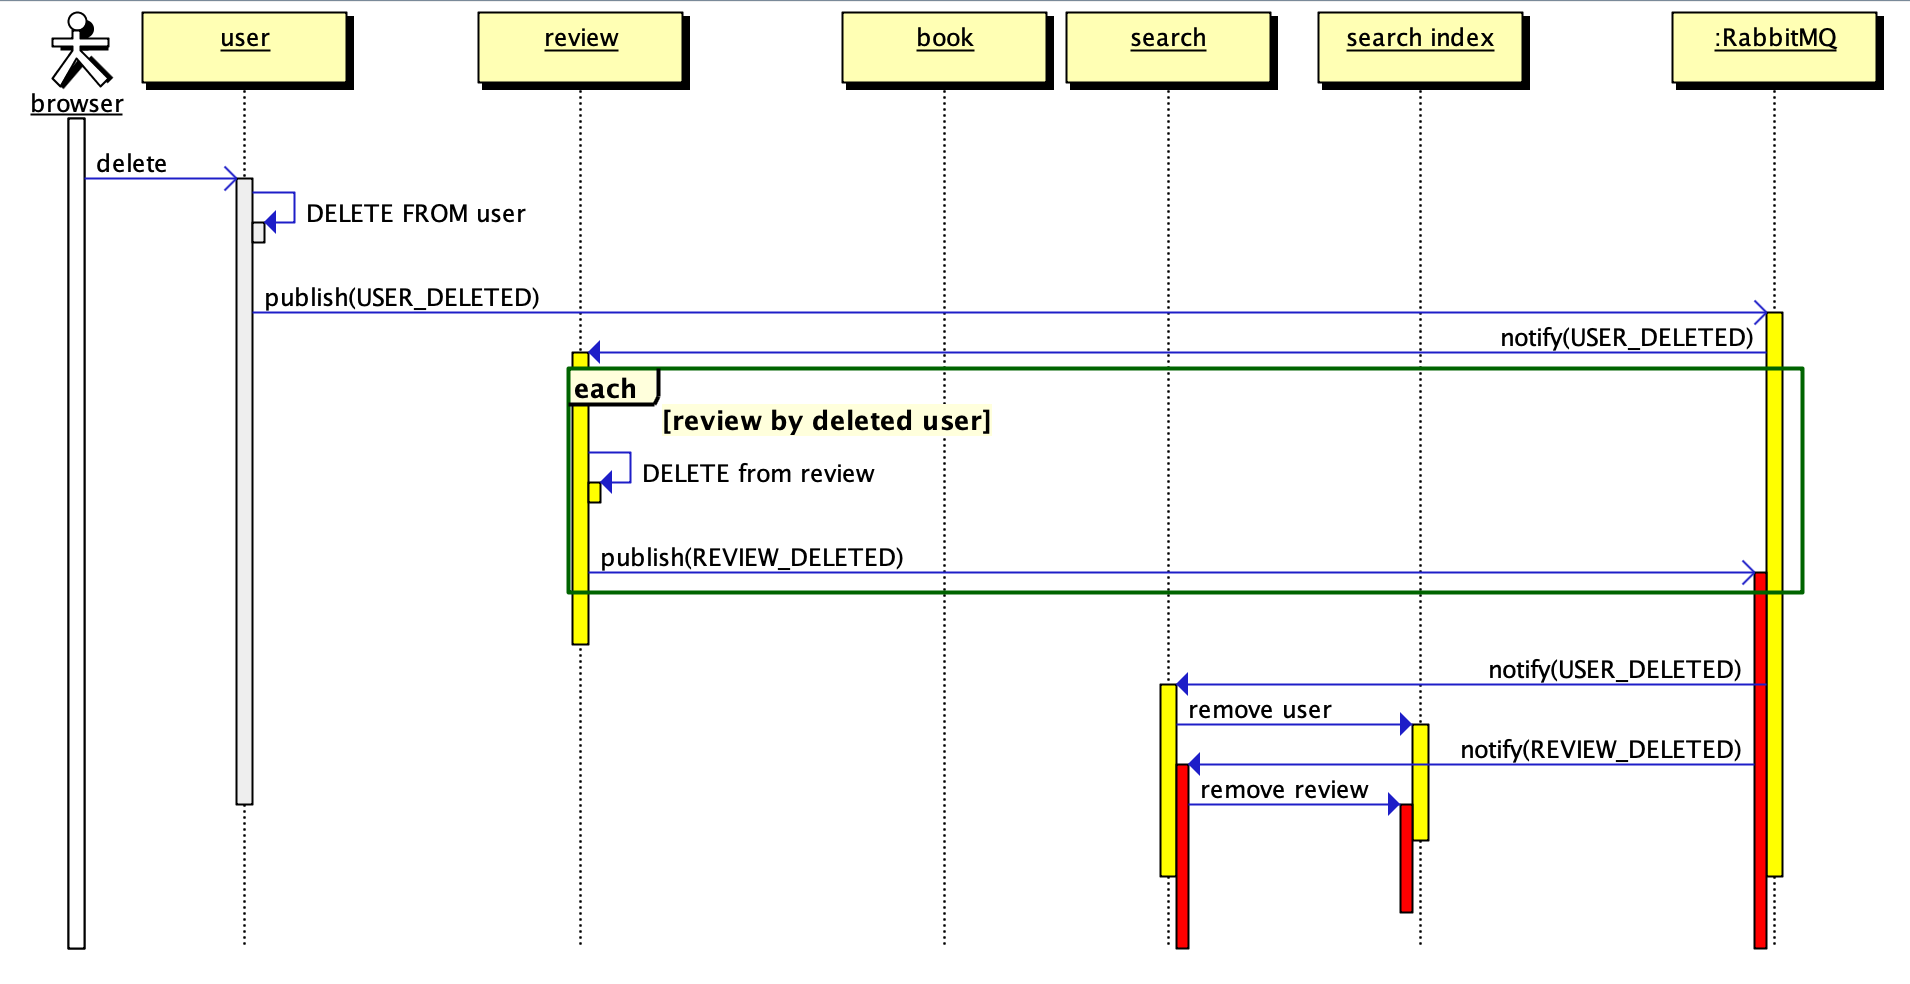 user
review
book
search
search index
:RabbitMQ
browser
delete
DELETE FROM user
publish(USER_DELETED)
notify(USER_DELETED)
each
[review by deleted user]
DELETE from review
publish(REVIEW_DELETED)
notify(USER_DELETED)
remove user
notify(REVIEW_DELETED)
remove review